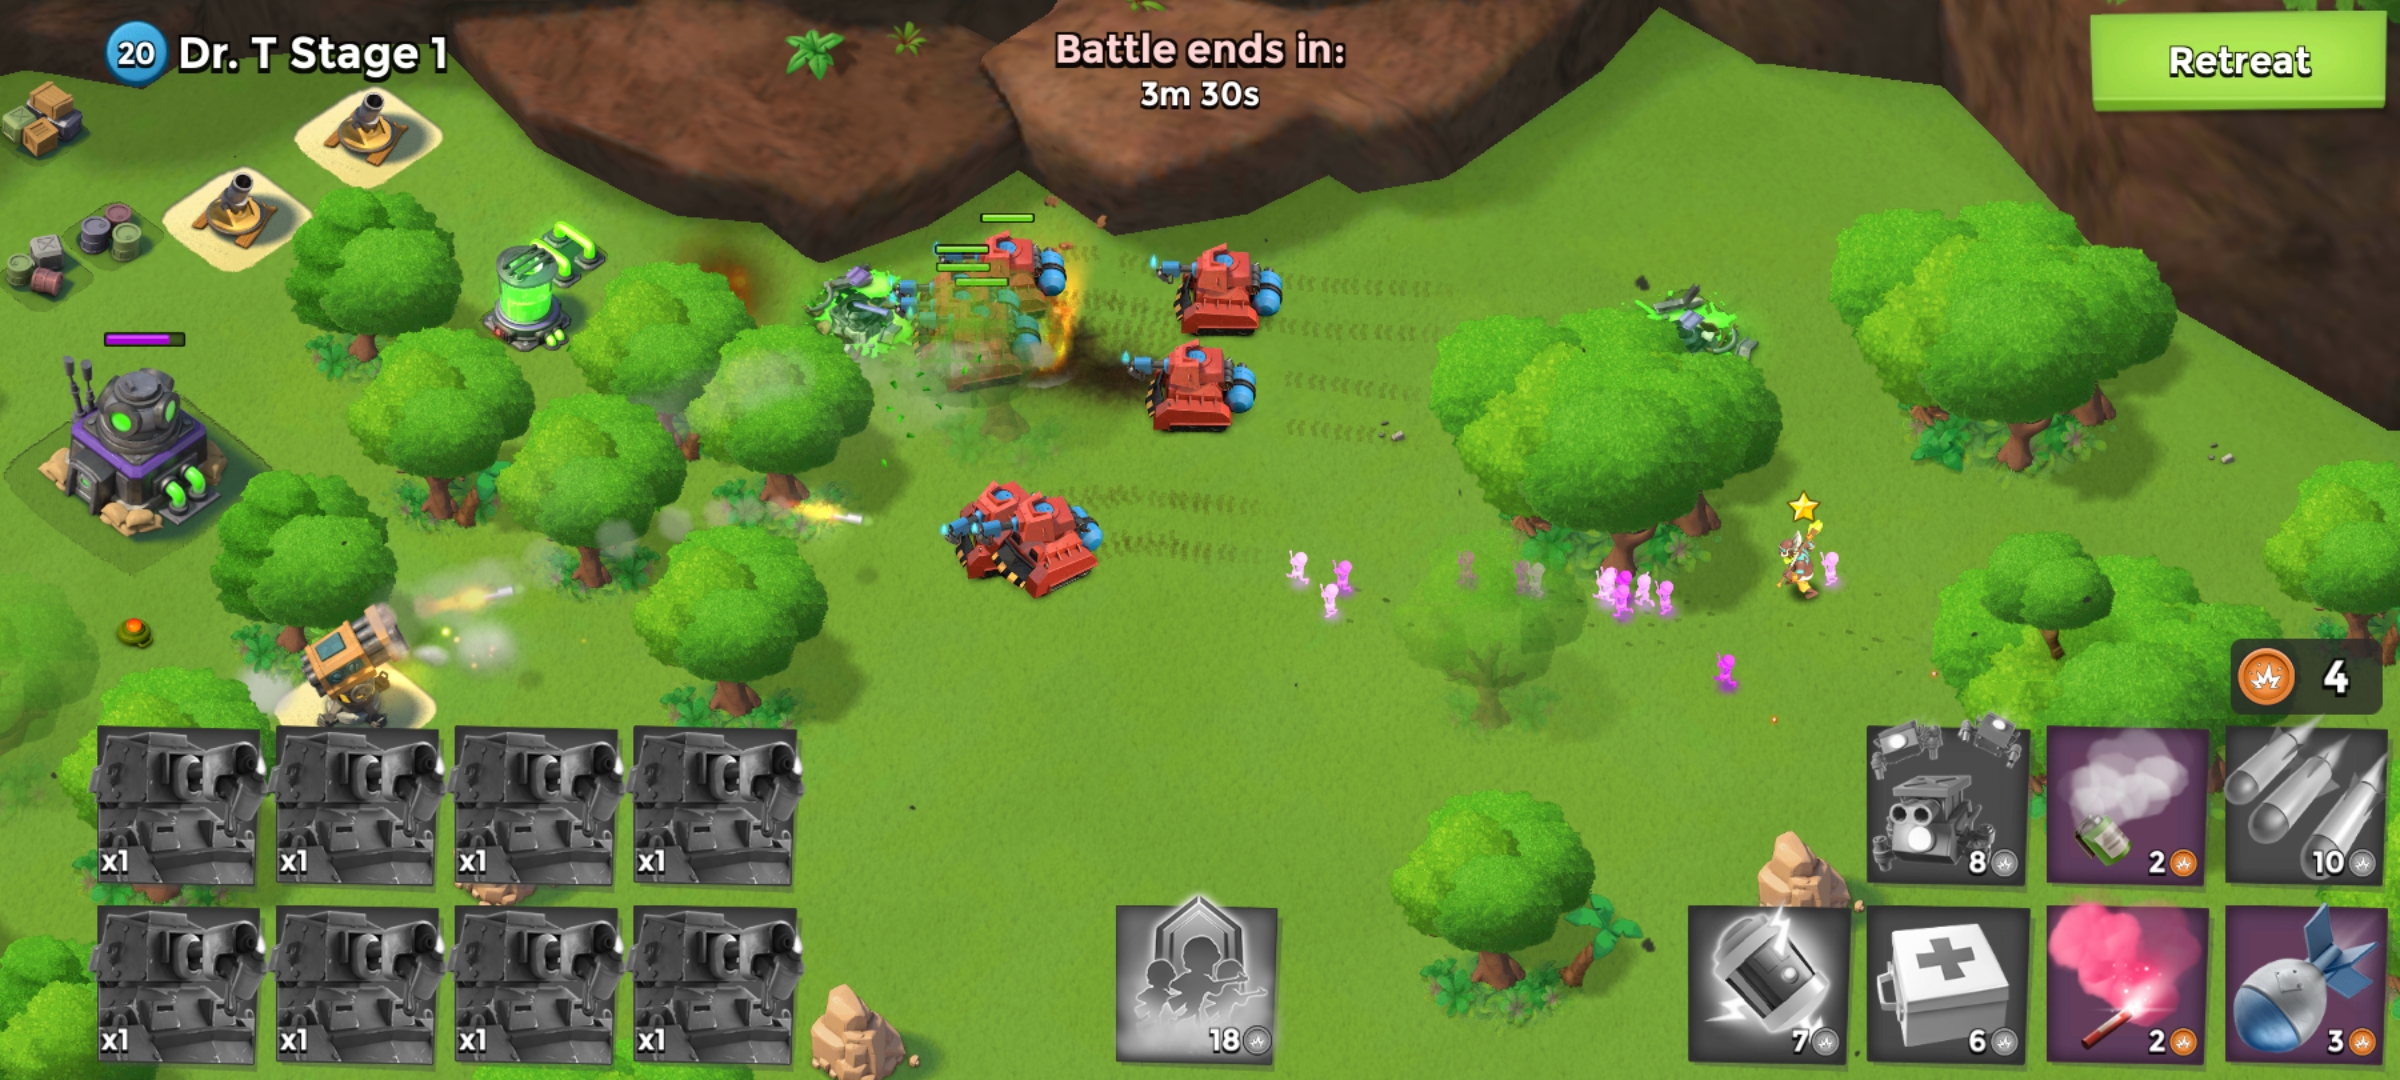 20 Dr. T Stage 1
Battle ends in:
3m 30s
Retreat
4
x1 x1 x1 x1
8 2 10
x1 x1 x1 x1
18
7 6 2 3